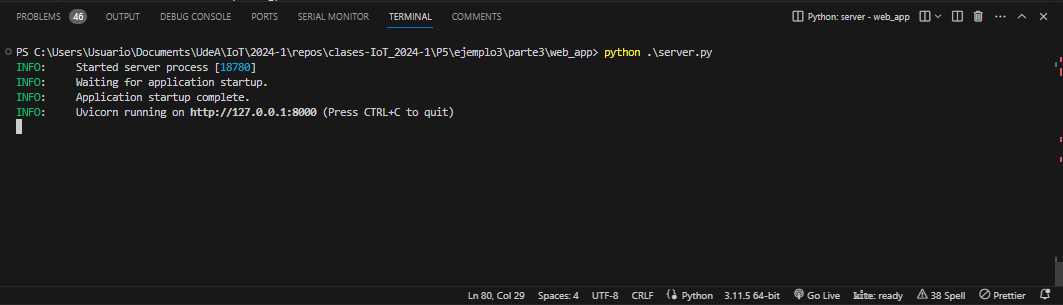 PROBLEMS 46 OUTPUT DEBUG CONSOLE PORTS SERIAL MONITOR TERMINAL COMMENTS Python: server - web_app
PS C:\Users\Usuario\Documents\UdeA\IoT\2024-1\repos\clases-IoT_2024-1\P5\ejemplo3\parte3\web_app> python .\server.py
INFO: Started server process [18780]
INFO: Waiting for application startup.
INFO: Application startup complete.
INFO: Uvicorn running on http://127.0.0.1:8000 (Press CTRL+C to quit)
Ln 80, Col 29 Spaces: 4 UTF-8 CRLF Python 3.11.5 64-bit Go Live kite: ready 38 Spell Prettier